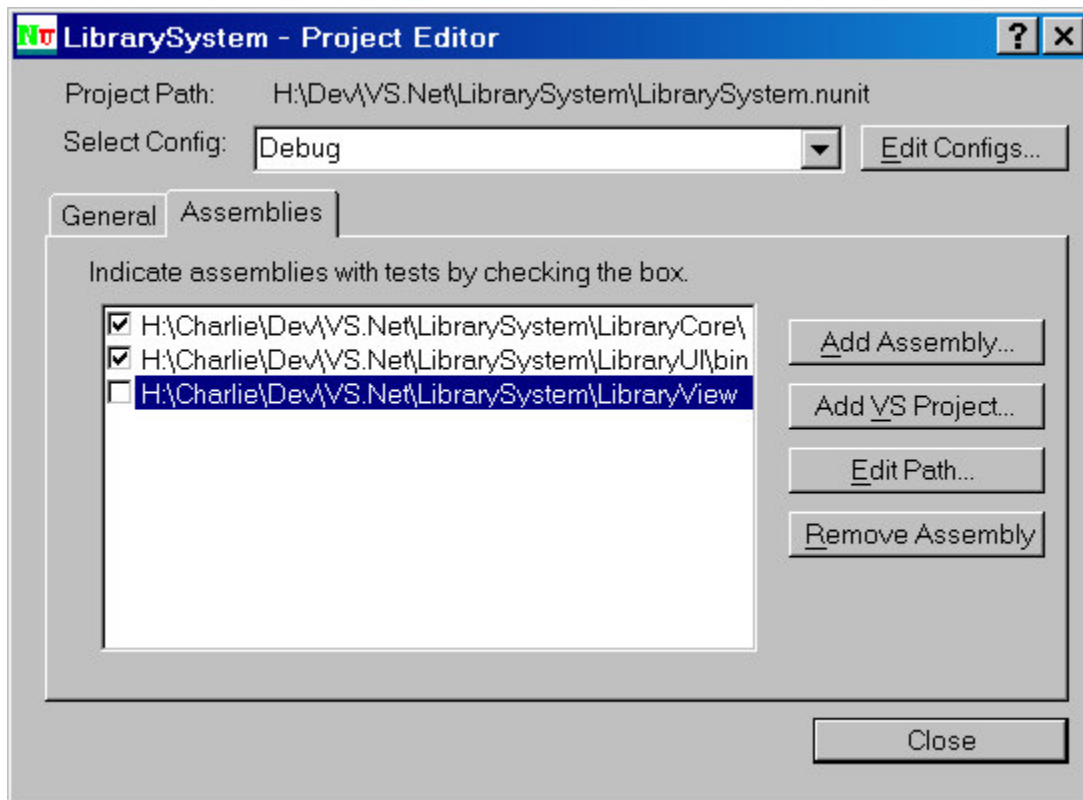 NU LibrarySystem - Project Editor ? ×
Project Path: H:\Dev\VS.Net\LibrarySystem\LibrarySystem.nunit
Select Config: Debug Edit Configs...
General Assemblies
Indicate assemblies with tests by checking the box.
H:\Charlie\Dev\VS.Net\LibrarySystem\LibraryCore\
H:\Charlie\Dev\VS.Net\LibrarySystem\LibraryUI\bin
H:\Charlie\Dev\VS.Net\LibrarySystem\LibraryView
Add Assembly...
Add VS Project...
Edit Path...
Remove Assembly
Close